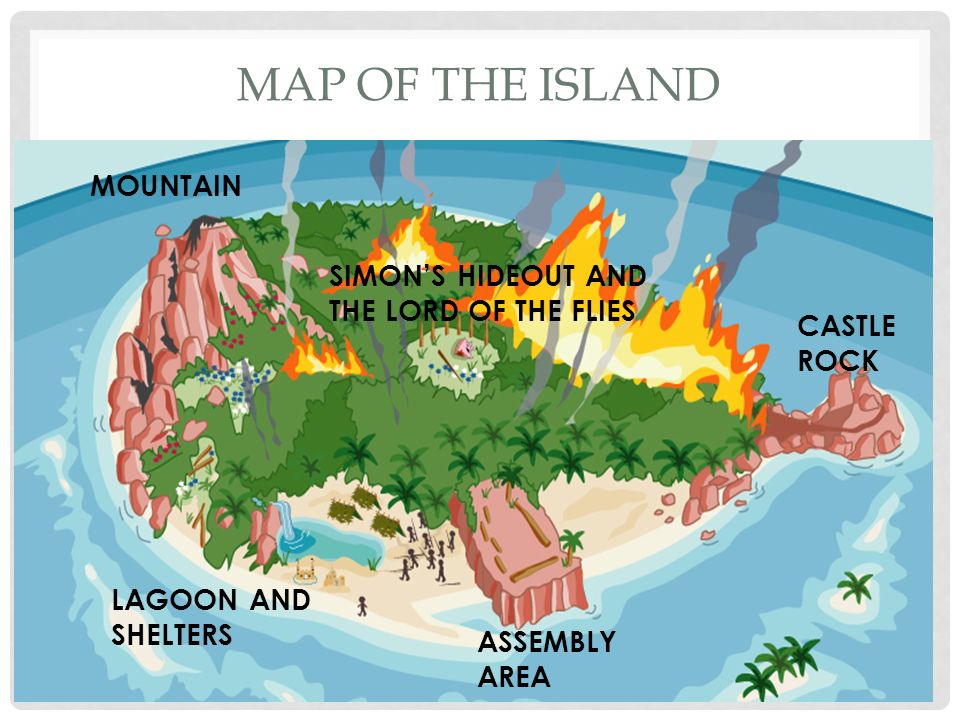 MAP OF THE ISLAND
MOUNTAIN
SIMON'S HIDEOUT AND
THE LORD OF THE FLIES
CASTLE
ROCK
LAGOON AND
SHELTERS
ASSEMBLY
AREA